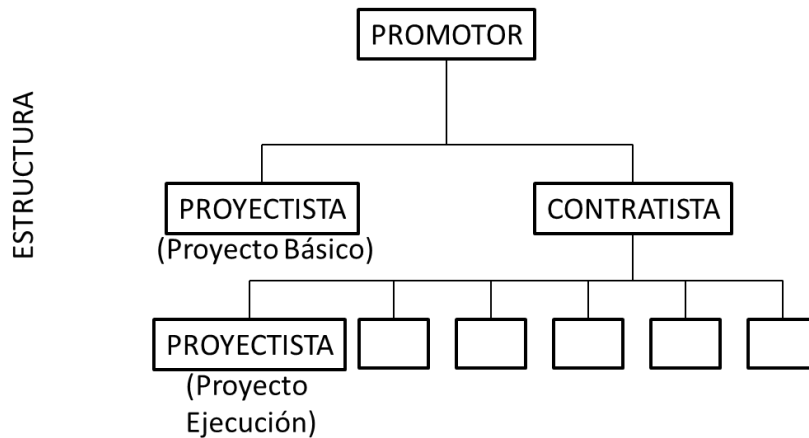 PROMOTOR
ESTRUCTURA
PROYECTISTA
CONTRATISTA
(Proyecto Básico)
PROYECTISTA
(Proyecto
Ejecución)